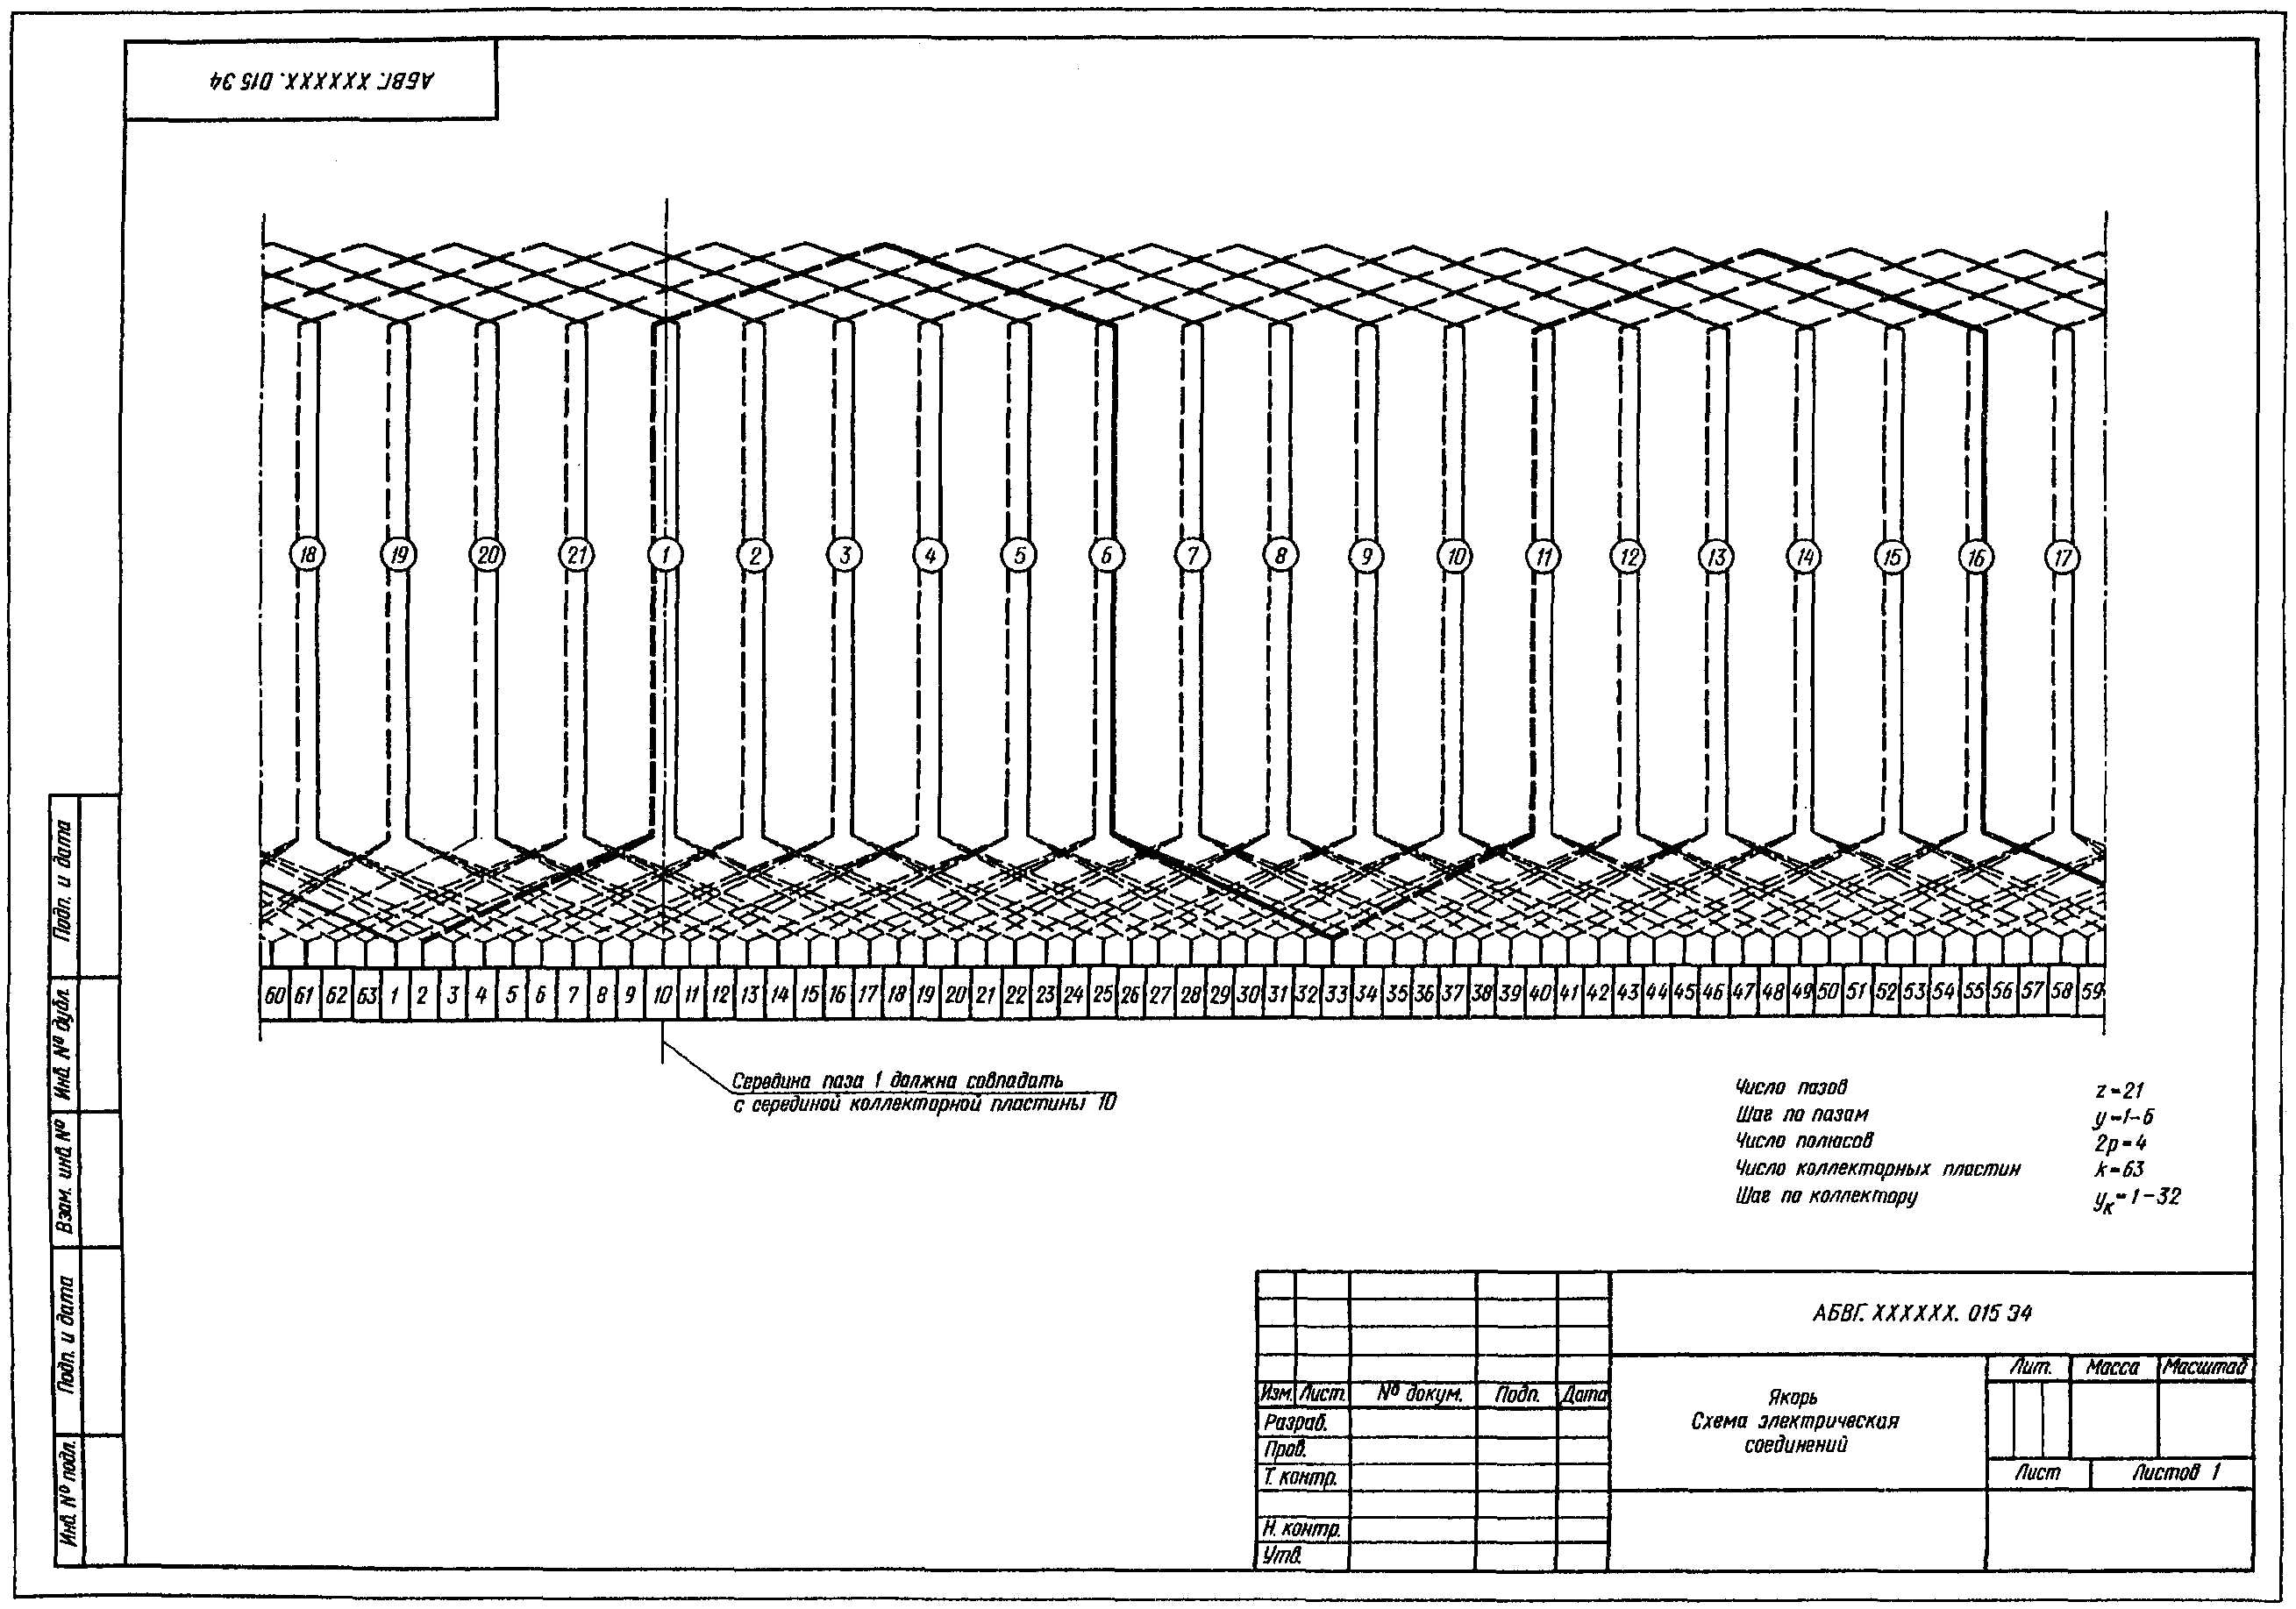 АБВГ. XXXXXX. 015 Э4
18 19 20 21 1 2 3 4 5 6 7 8 9 10 11 12 13 14 15 16 17
60 61 62 63 1 2 3 4 5 6 7 8 9 10 11 12 13 14 15 16 17 18 19 20 21 22 23 24 25 26 27 28 29 30 31 32 33 34 35 36 37 38 39 40 41 42 43 44 45 46 47 48 49 50 51 52 53 54 55 56 57 58 59
Середина паза 1 должна совпадать
с серединой коллекторной пластины 10
Число пазов z=21
Шаг по пазам y=1-6
Число полюсов 2p=4
Число коллекторных пластин k=63
Шаг по коллектору yк=1-32
Подп. и дата
Инв. № дубл.
Взам. инв. №
Подп. и дата
Инв. № подл.
АБВГ. XXXXXX. 015 Э4
Изм. Лист. № докум. Подп. Дата
Разраб.
Пров.
Т. контр.
Н. контр.
Утв.
Якорь
Схема электрическая
соединений
Лит. Масса Масштаб
Лист Листов 1